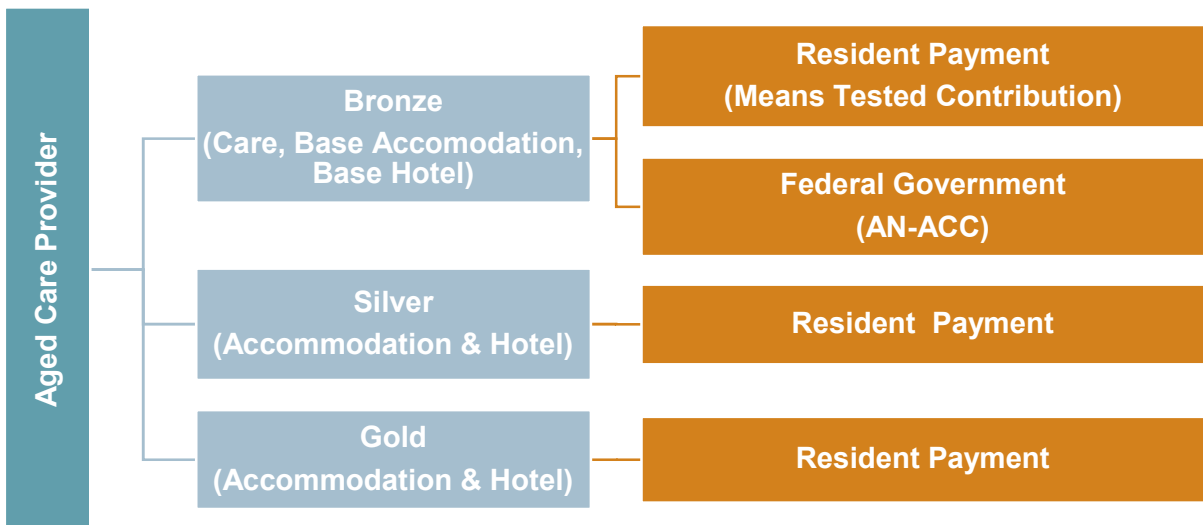 Aged Care Provider
Bronze
(Care, Base Accomodation,
Base Hotel)
Resident Payment
(Means Tested Contribution)
Federal Government
(AN-ACC)
Silver
(Accommodation & Hotel)
Resident Payment
Gold
(Accommodation & Hotel)
Resident Payment